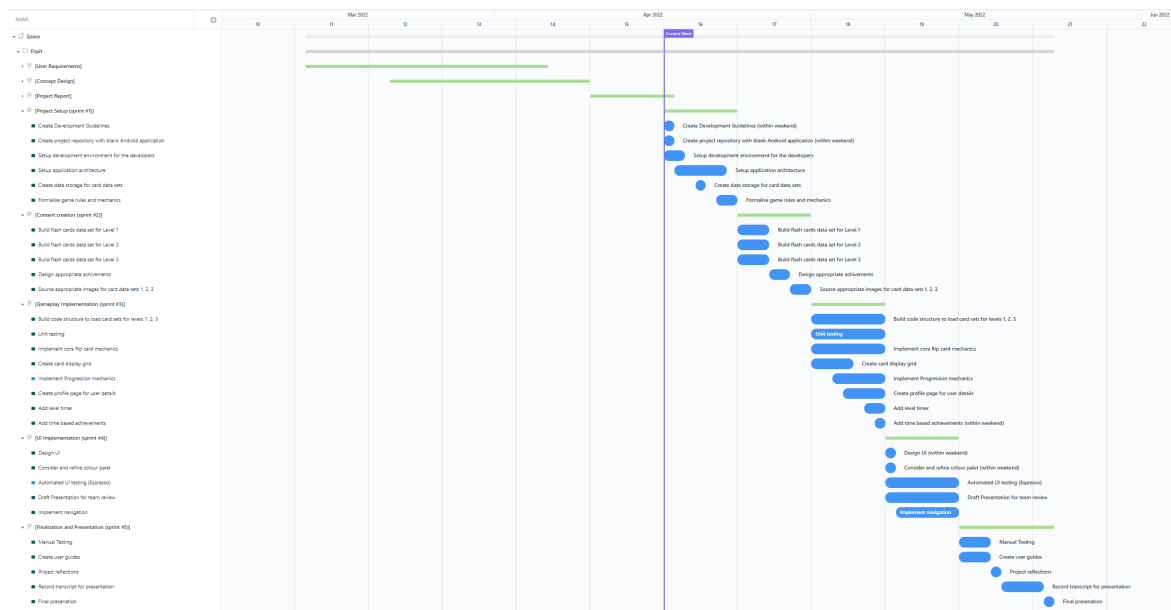 Mar 2022 Apr 2022 May 2022 Jun 2022
NAME
10 11 12 13 14 15 16 17 18 19 20 21 22
Current Week
Space
Flipit
[User Requirements]
[Concept Design]
[Project Report]
[Project Setup (sprint #1)]
Create Development Guidelines Create Development Guidelines (within weekend)
Create project repository with blank Android application Create project repository with blank Android application (within weekend)
Setup development environment for the developers Setup development environment for the developers
Setup application architecture Setup application architecture
Create data storage for card data sets Create data storage for card data sets
Formalise game rules and mechanics Formalise game rules and mechanics
[Content creation (sprint #2)]
Build flash cards data set for Level 1 Build flash cards data set for Level 1
Build flash cards data set for Level 2 Build flash cards data set for Level 2
Build flash cards data set for Level 3 Build flash cards data set for Level 3
Design appropriate achivements Design appropriate achivements
Source appropriate images for card data sets 1, 2, 3 Source appropriate images for card data sets 1, 2, 3
[Gameplay Implementation (sprint #3)]
Build code structure to load card sets for levels 1, 2, 3 Build code structure to load card sets for levels 1, 2, 3
Unit testing Unit testing
Implement core flip card mechanics Implement core flip card mechanics
Create card display grid Create card display grid
Implement Progression mechanics Implement Progression mechanics
Create profile page for user details Create profile page for user details
Add level timer Add level timer
Add time based achievements Add time based achievements (within weekend)
[UI Implementation (sprint #4)]
Design UI Design UI (within weekend)
Consider and refine colour palet Consider and refine colour palet (within weekend)
Automated UI testing (Espresso) Automated UI testing (Espresso)
Draft Presentation for team review Draft Presentation for team review
Implement navigation Implement navigation
[Finalisation and Presentation (sprint #5)]
Manual Testing Manual Testing
Create user guides Create user guides
Project reflections Project reflections
Record transcript for presentation Record transcript for presentation
Final presenation Final presenation